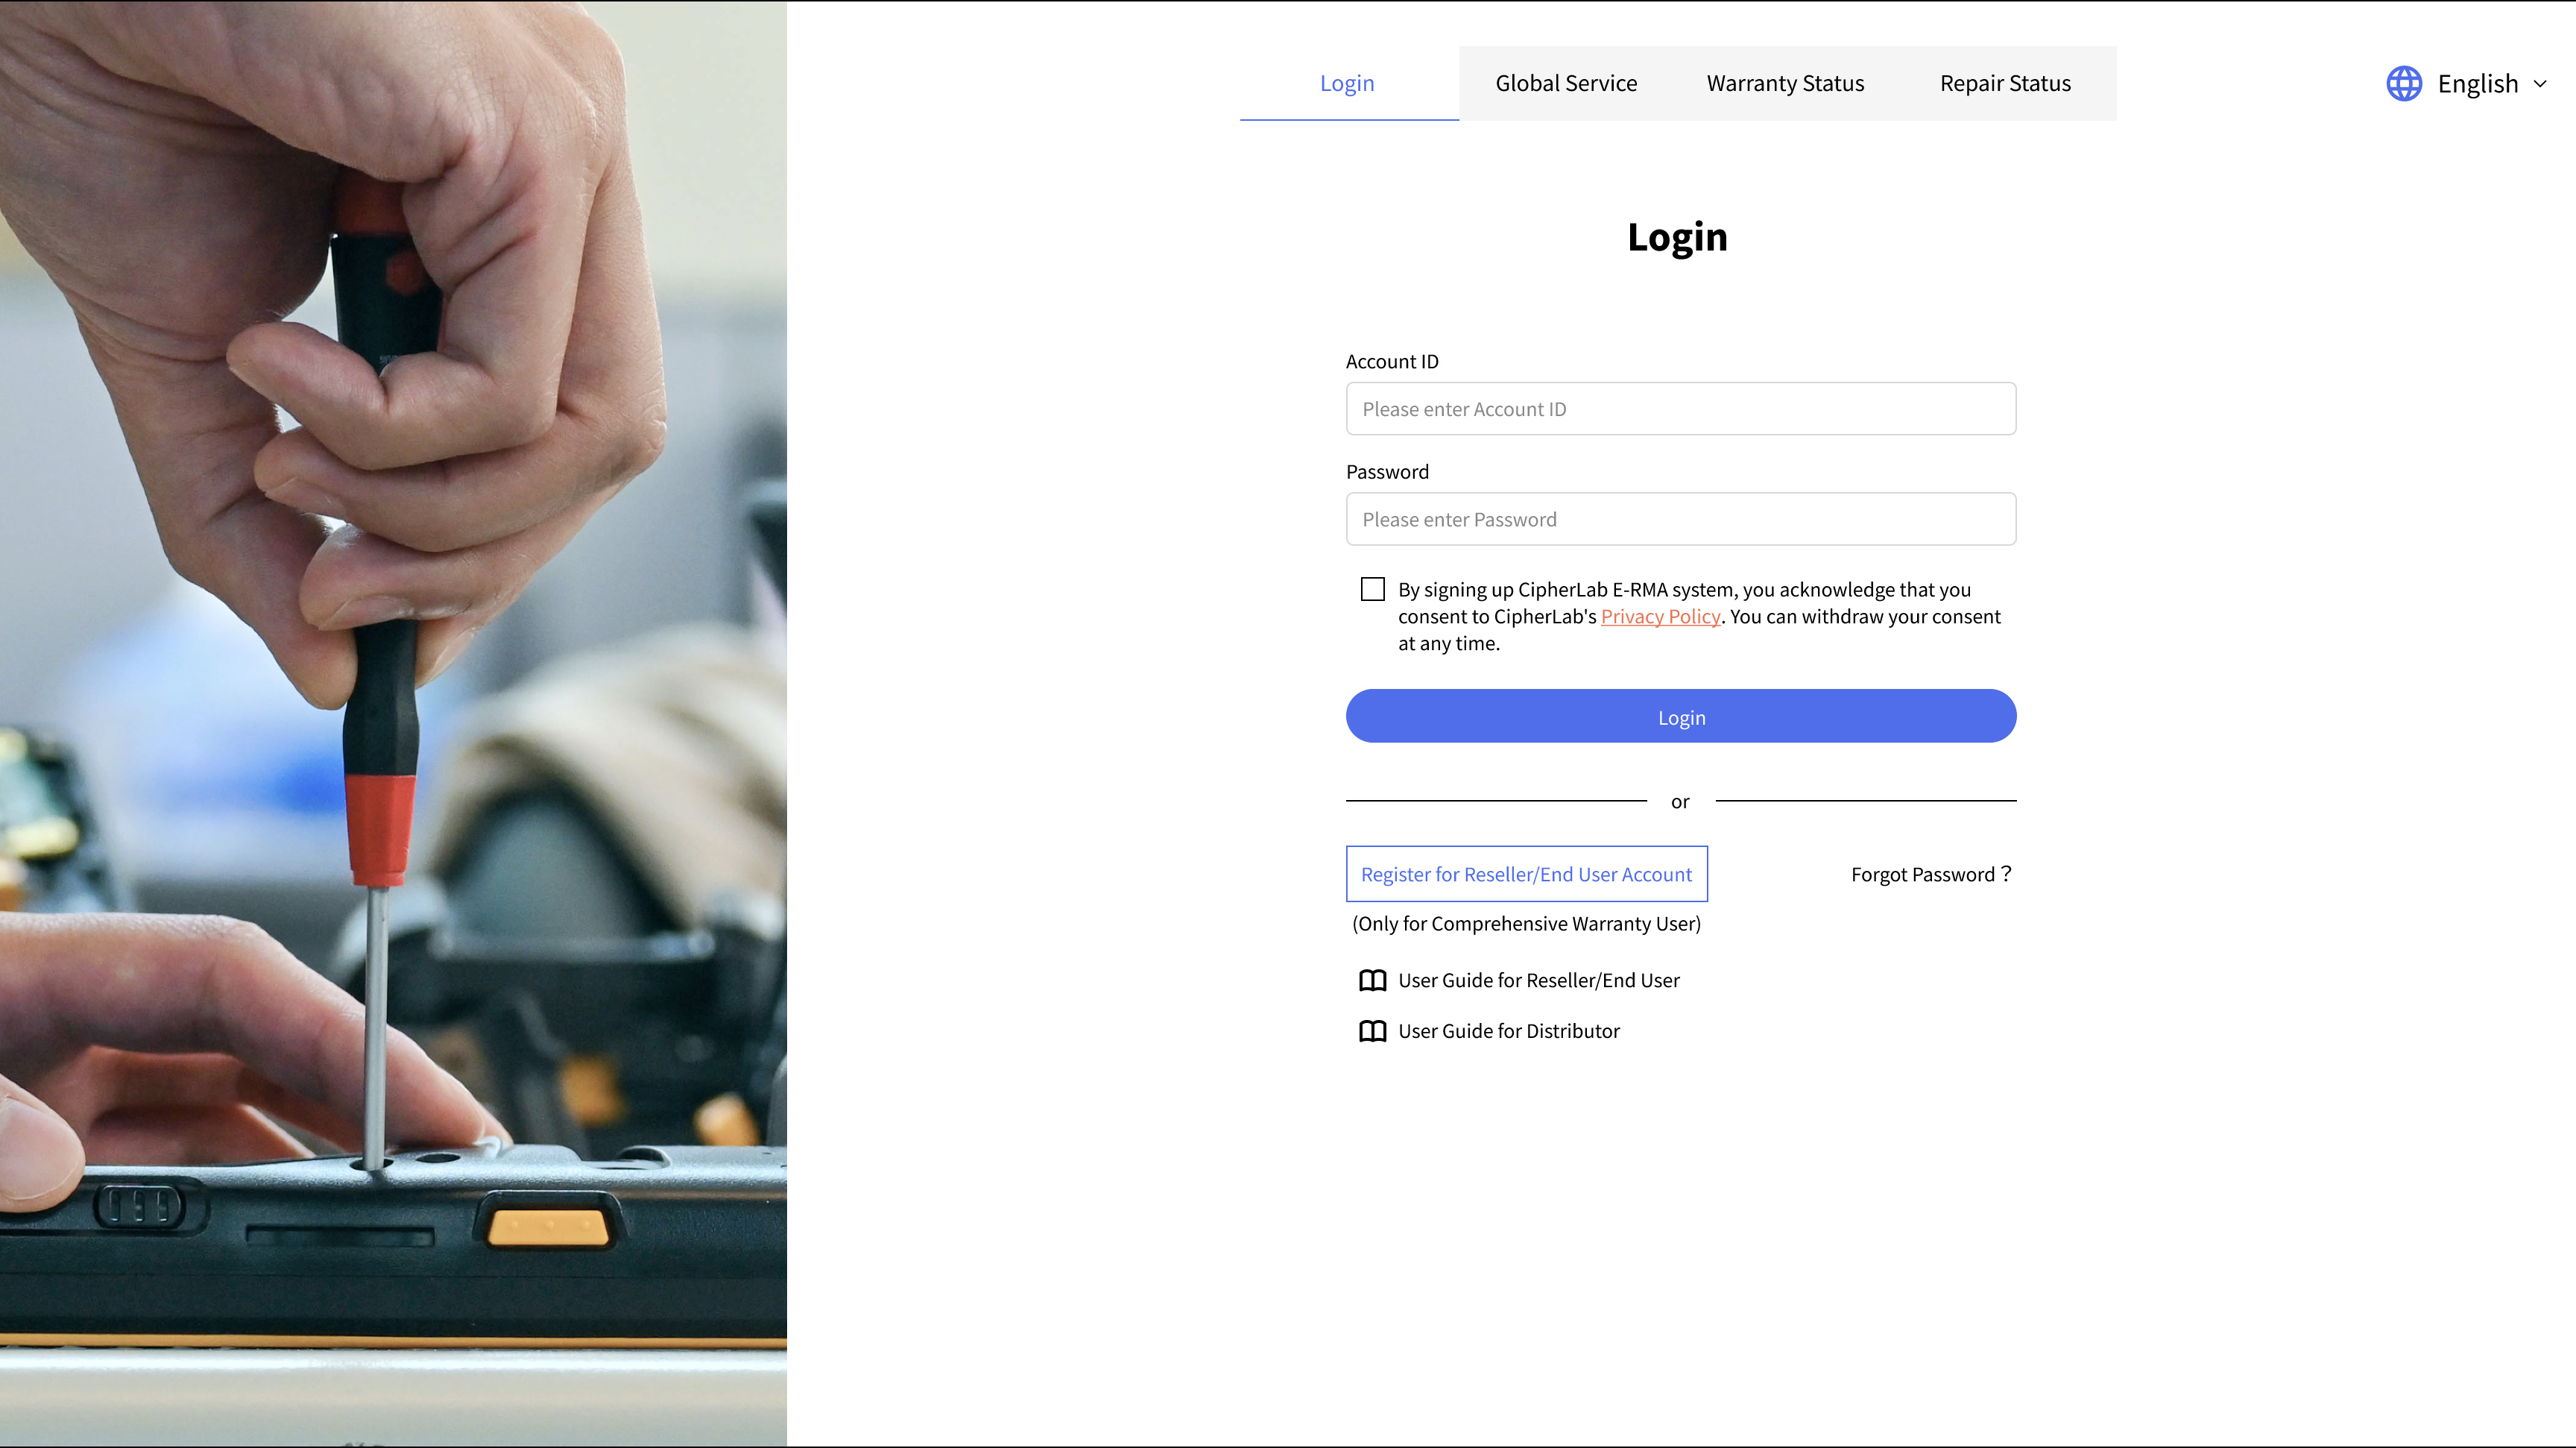 Login
Global Service
Warranty Status
Repair Status
English
Login
Account ID
Please enter Account ID
Password
Please enter Password
By signing up CipherLab E-RMA system, you acknowledge that you
consent to CipherLab's Privacy Policy. You can withdraw your consent
at any time.
Login
or
Register for Reseller/End User Account
Forgot Password ?
(Only for Comprehensive Warranty User)
User Guide for Reseller/End User
User Guide for Distributor